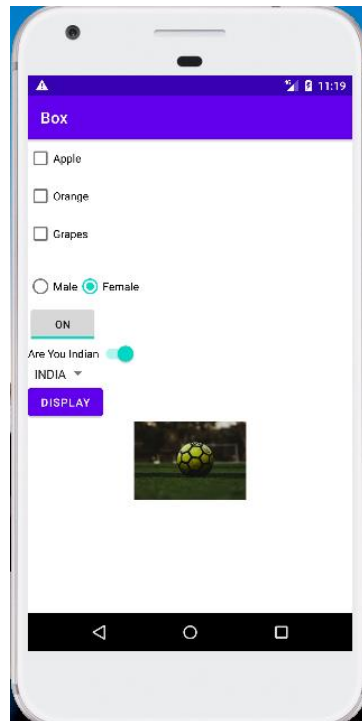 11:19
Box
Apple
Orange
Grapes
Male Female
ON
Are You Indian
INDIA
DISPLAY